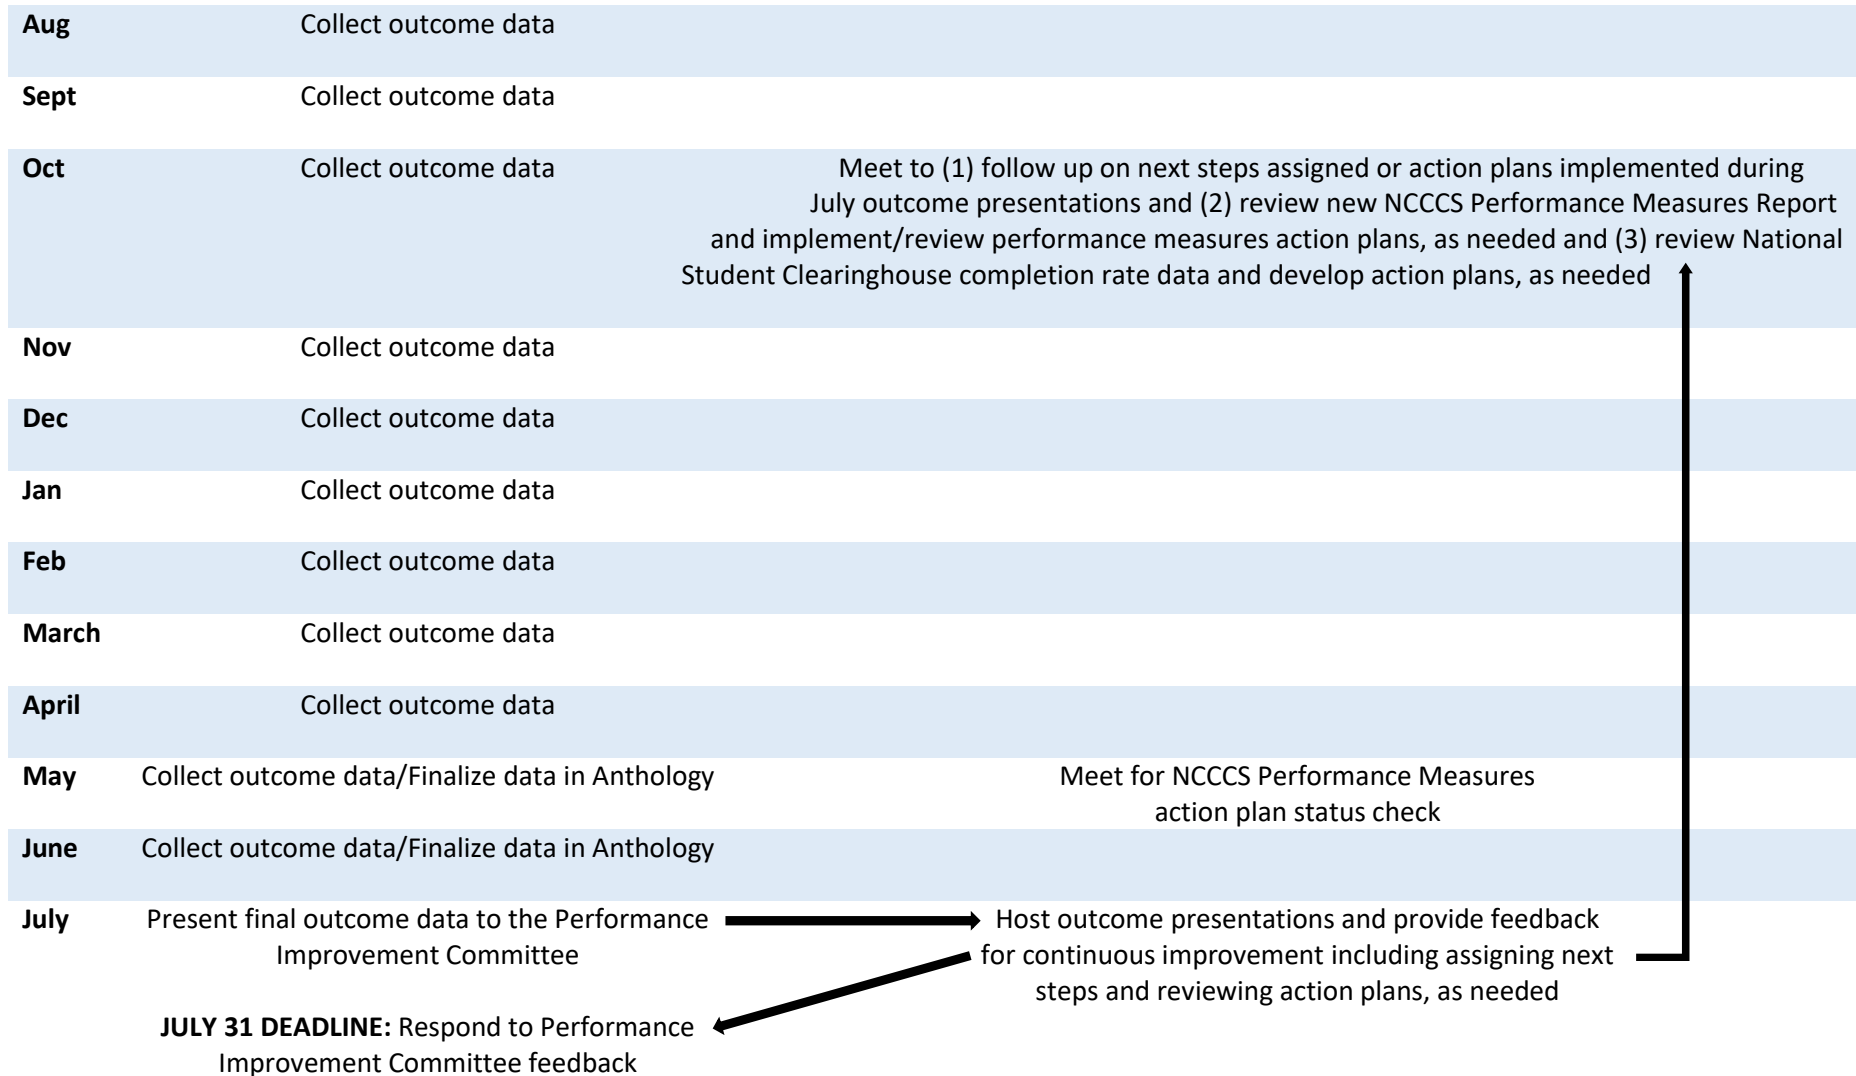 Aug Collect outcome data
Sept Collect outcome data
Oct Collect outcome data Meet to (1) follow up on next steps assigned or action plans implemented during
July outcome presentations and (2) review new NCCCS Performance Measures Report
and implement/review performance measures action plans, as needed and (3) review National
Student Clearinghouse completion rate data and develop action plans, as needed
Nov Collect outcome data
Dec Collect outcome data
Jan Collect outcome data
Feb Collect outcome data
March Collect outcome data
April Collect outcome data
May Collect outcome data/Finalize data in Anthology Meet for NCCCS Performance Measures
action plan status check
June Collect outcome data/Finalize data in Anthology
July Present final outcome data to the Performance
Improvement Committee
Host outcome presentations and provide feedback
for continuous improvement including assigning next
steps and reviewing action plans, as needed
JULY 31 DEADLINE: Respond to Performance
Improvement Committee feedback